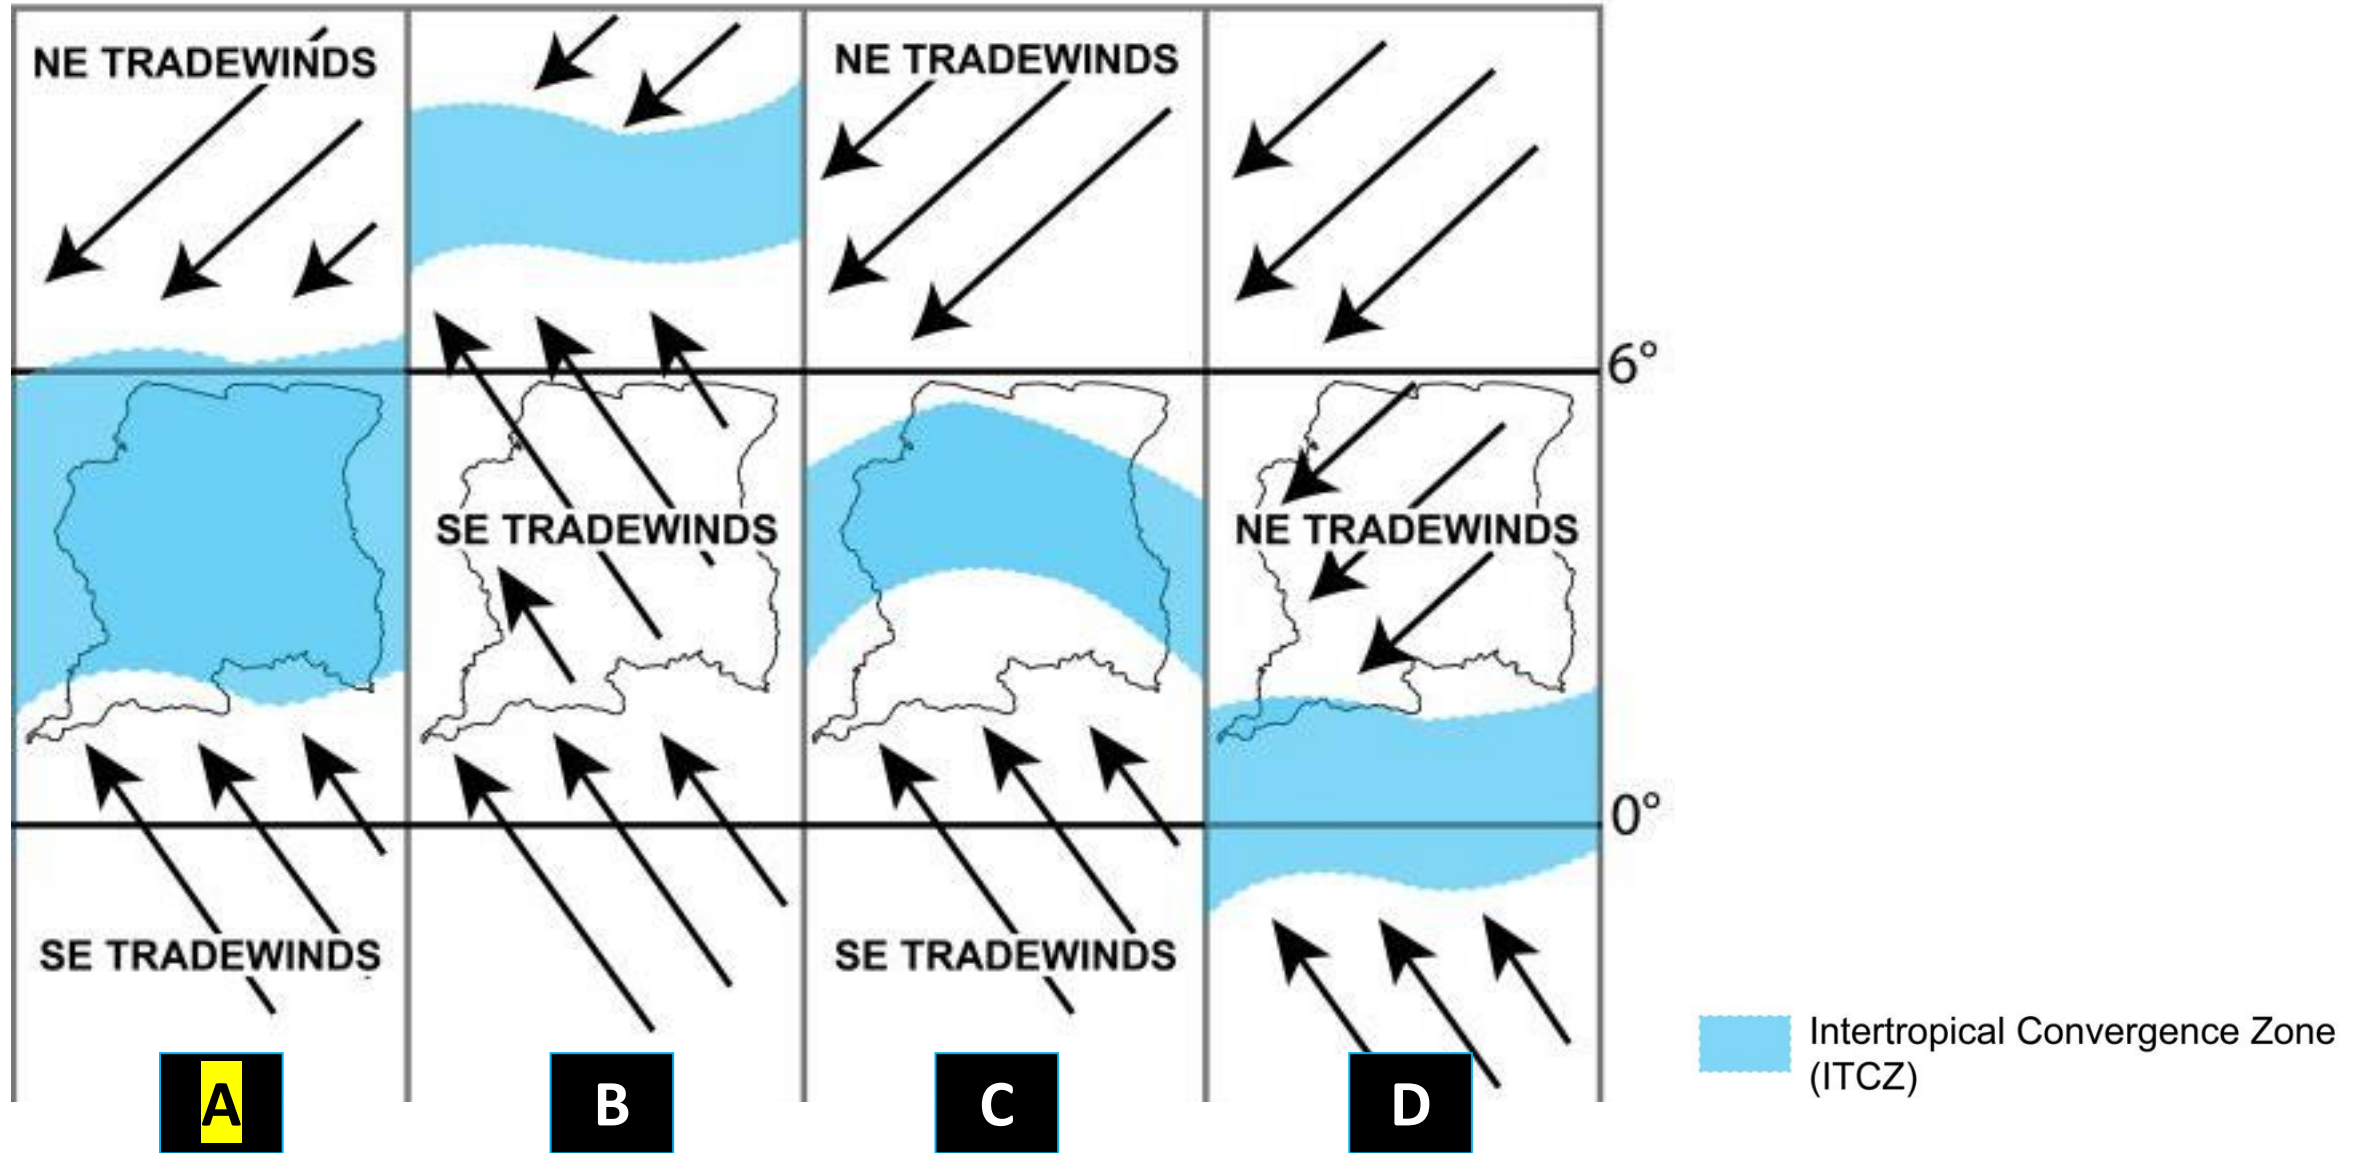 NE TRADEWINDS
NE TRADEWINDS
6°
SE TRADEWINDS
NE TRADEWINDS
0°
SE TRADEWINDS
SE TRADEWINDS
Intertropical Convergence Zone
(ITCZ)
A
B
C
D